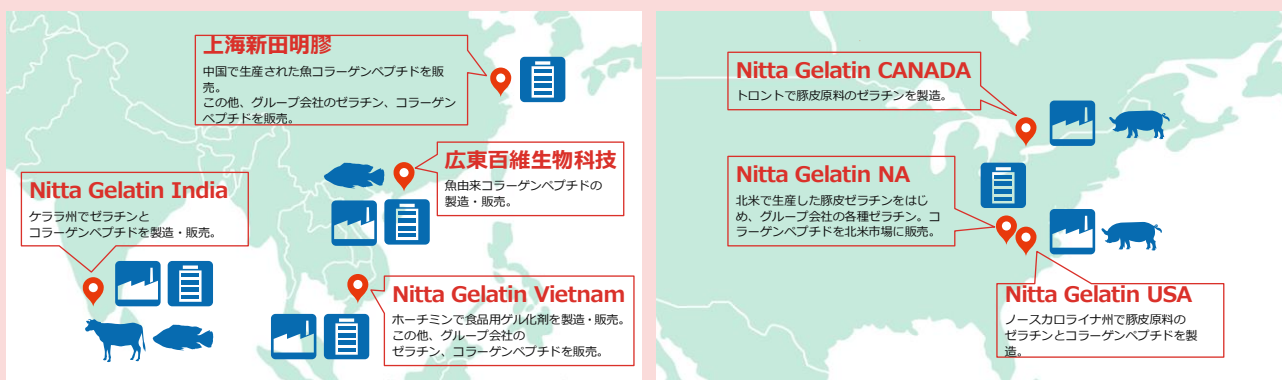 上海新田明膠
中国で生産された魚コラーゲンペプチドを販
売。
この他、グループ会社のゼラチン、コラーゲン
ペプチドを販売。
広東百維生物科技
魚由来コラーゲンペプチドの
製造・販売。
Nitta Gelatin India
ケララ州でゼラチンと
コラーゲンペプチドを製造・販売。
Nitta Gelatin Vietnam
ホーチミンで食品用ゲル化剤を製造・販売。
この他、グループ会社の
ゼラチン、コラーゲンペプチドを販売。
Nitta Gelatin CANADA
トロントで豚皮原料のゼラチンを製造。
Nitta Gelatin NA
北米で生産した豚皮ゼラチンをはじ
め、グループ会社の各種ゼラチン。コ
ラーゲンペプチドを北米市場に販売。
Nitta Gelatin USA
ノースカロライナ州で豚皮原料の
ゼラチンとコラーゲンペプチドを製
造。